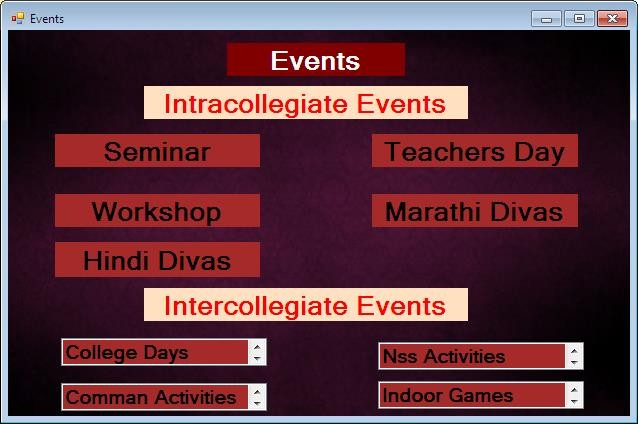 Events
Events
Intracollegiate Events
Seminar
Teachers Day
Workshop
Marathi Divas
Hindi Divas
Intercollegiate Events
College Days
Nss Activities
Comman Activities
Indoor Games